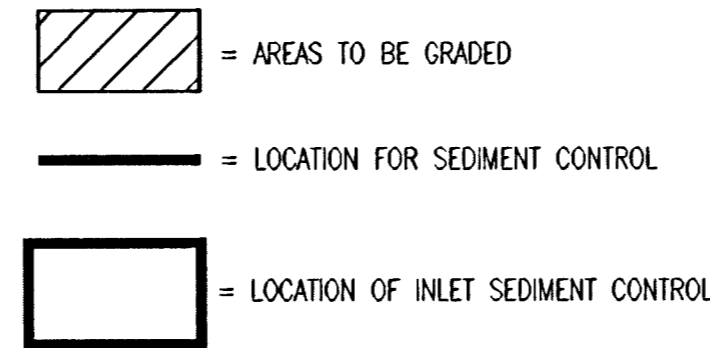 = AREAS TO BE GRADED
= LOCATION FOR SEDIMENT CONTROL
= LOCATION OF INLET SEDIMENT CONTROL